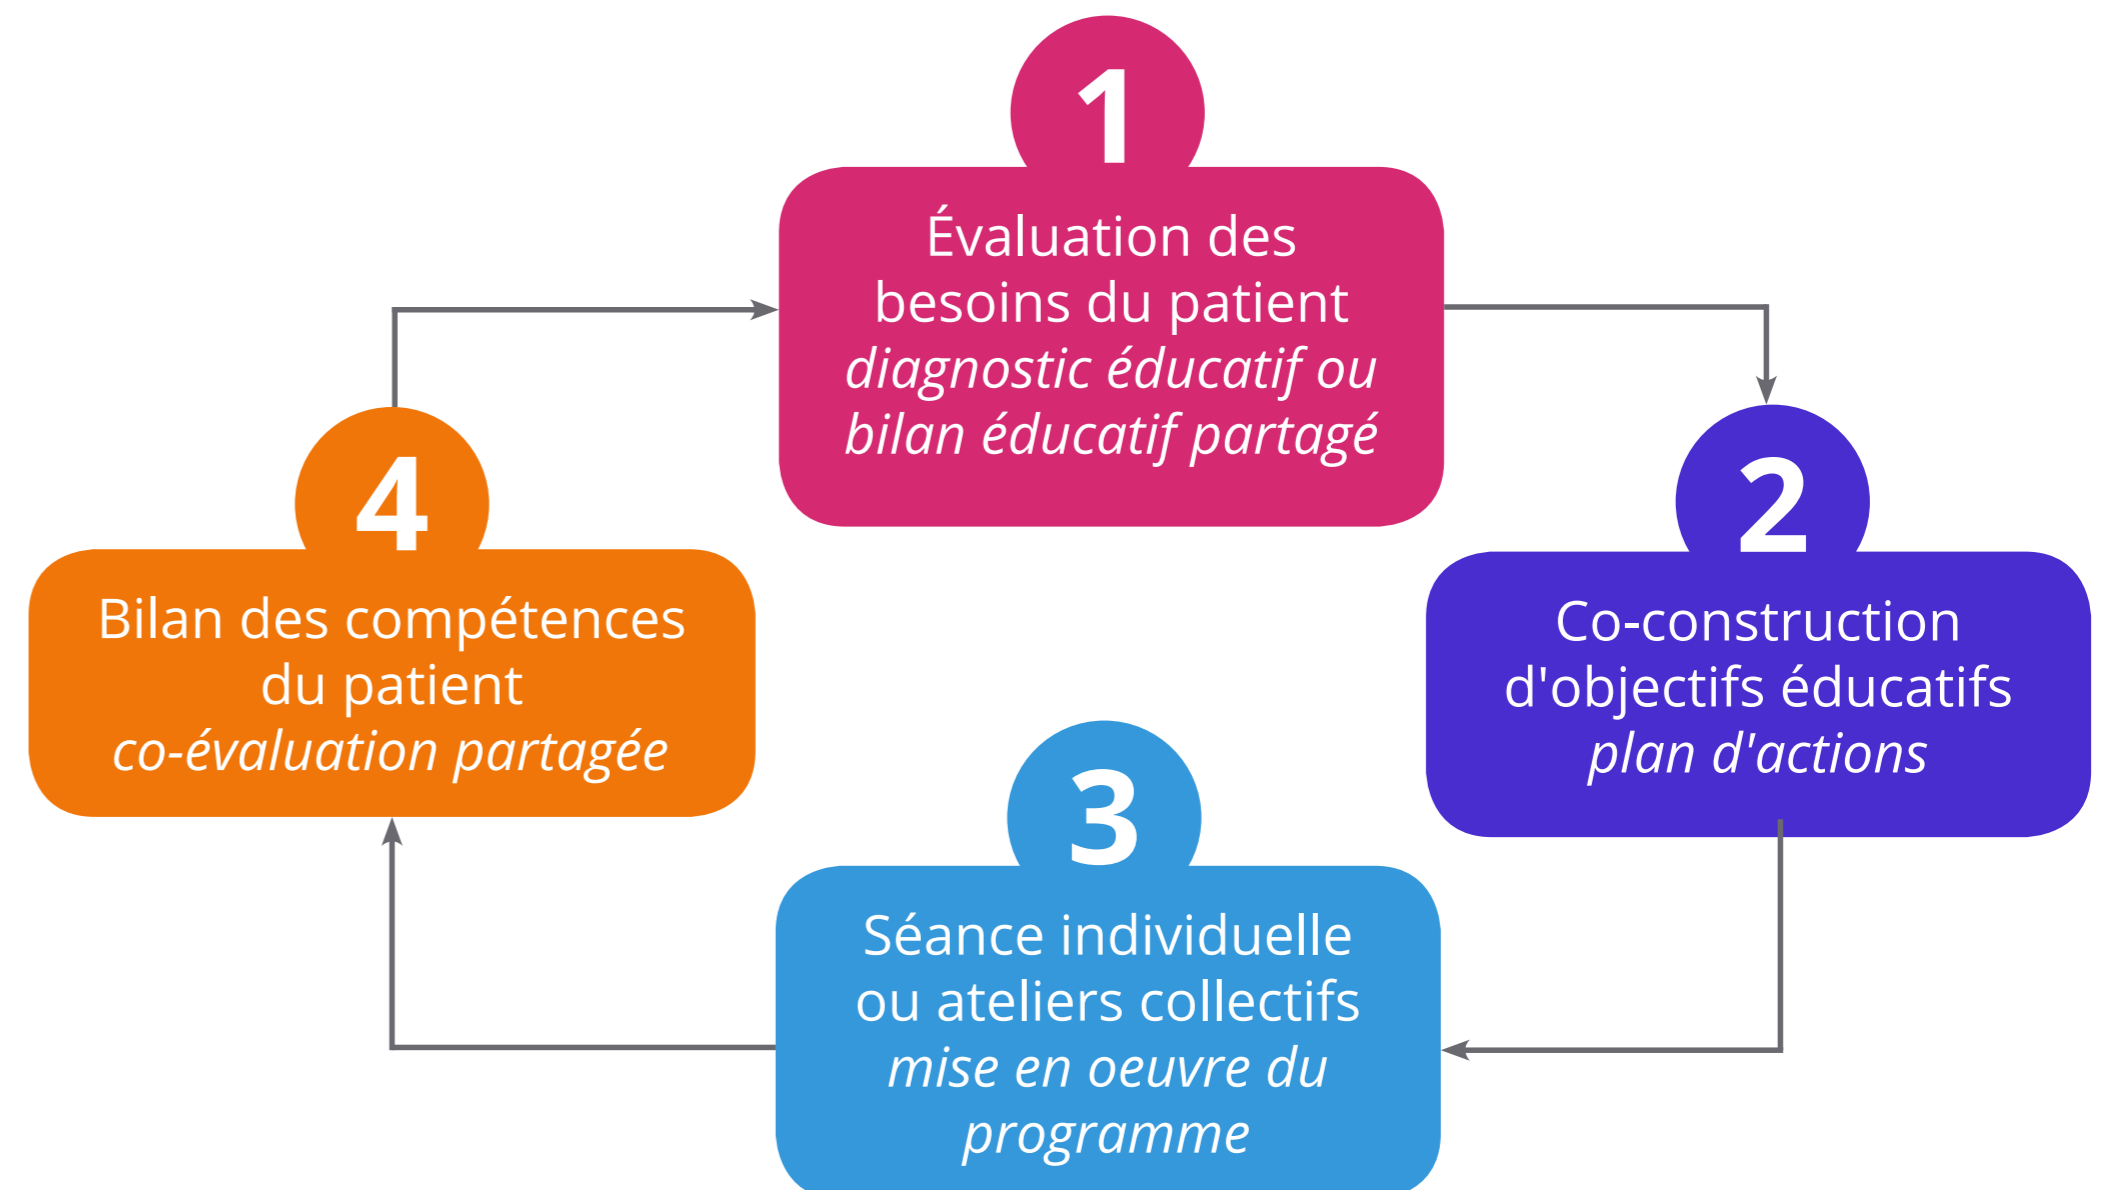 1
Évaluation des
besoins du patient
diagnostic éducatif ou
bilan éducatif partagé
2
Co-construction
d'objectifs éducatifs
plan d'actions
3
Séance individuelle
ou ateliers collectifs
mise en oeuvre du
programme
4
Bilan des compétences
du patient
co-évaluation partagée